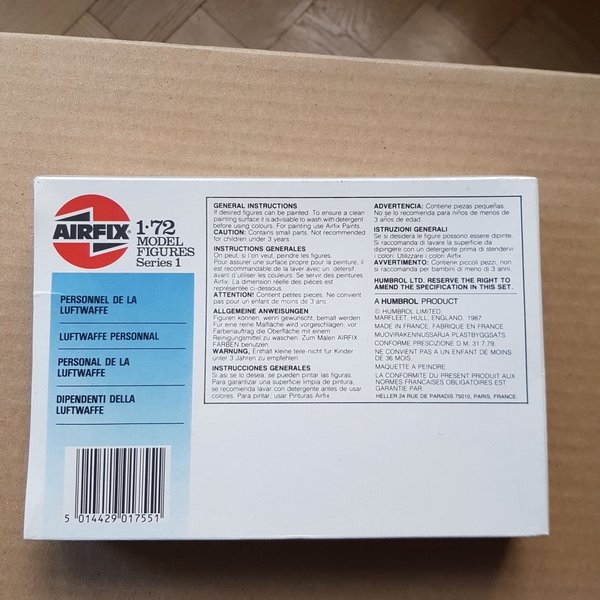 AIRFIX
1·72
MODEL
FIGURES
Series 1
PERSONNEL DE LA
LUFTWAFFE
LUFTWAFFE PERSONNAL
PERSONAL DE LA
LUFTWAFFE
DIPENDENTI DELLA
LUFTWAFFE
5 014429 017551
GENERAL INSTRUCTIONS
If desired figures can be painted. To ensure a clean
painting surface it is advisable to wash with detergent
before using colours. For painting use Airfix Paints.
CAUTION: Contains small parts. Not recommended
for children under 3 years.
INSTRUCTIONS GENERALES
On peut, si l'on veut, peindre les figures.
Pour assurer une surface propre pour la peinture, il
est recommandable de la laver avec un détersif
avant d'utiliser les couleurs. Se servir des peintures
Airfix. La dimension réelle des pièces est
représentée ci-dessous.
ATTENTION! Contient petites pieces. Ne convient
pas pour un enfant de moins de 3 ans.
ALLGEMEINE ANWEISUNGEN
Figuren können, wenn gewünscht, bemalt werden
Für eine reine Malfläche wird vorgeschlagen, vor
Farbenauftrag die Oberfläche mit einem
Reinigungsmittel zu waschen. Zum Malen AIRFIX
FARBEN benutzen
WARNUNG, Enthält kleine teile nicht für Kinder
unter 3 Jahren zu empfehlen
INSTRUCCIONES GENERALES
Si así se lo desea, se pueden pintar las figuras.
Para garantizar una superficie limpia de pintura,
se recomienda lavar con detergente antes de usar
colores. Para pintar, usar Pinturas Airfix.
ADVERTENCIA: Contiene piezas pequeñas.
No se lo recomienda para niños de menos de
3 años de edad.
ISTRUZIONI GENERALI
Se si desidera le figure possono essere dipinte.
Si raccomanda di lavare la superficie da
dipingere con un detergente prima di stendervi
i colori. Utilizzare i colori Airfix.
AVVERTIMENTO: Contiene piccoli pezzi, non
si raccomanda per bambini di meno di 3 anni.
HUMBROL LTD. RESERVE THE RIGHT TO
AMEND THE SPECIFICATION IN THIS SET.
A HUMBROL PRODUCT
© HUMBROL LIMITED.
MARFLEET, HULL, ENGLAND. 1987
MADE IN FRANCE. FABRIQUE EN FRANCE.
MUOVIRAKENNUSSARJA PLASTBYGGSATS
CONFORME PRESCRIZIONE D.M. 31.7.79.
NE CONVIENT PAS A UN ENFANT DE MOINS
DE 36 MOIS.
MAQUETTE A PEINDRE.
LA CONFORMITE DU PRESENT PRODUIT AUX
NORMES FRANCAISES OBLIGATOIRES EST
GARANTIE PAR
HELLER 24 RUE DE PARADIS 75010, PARIS, FRANCE.